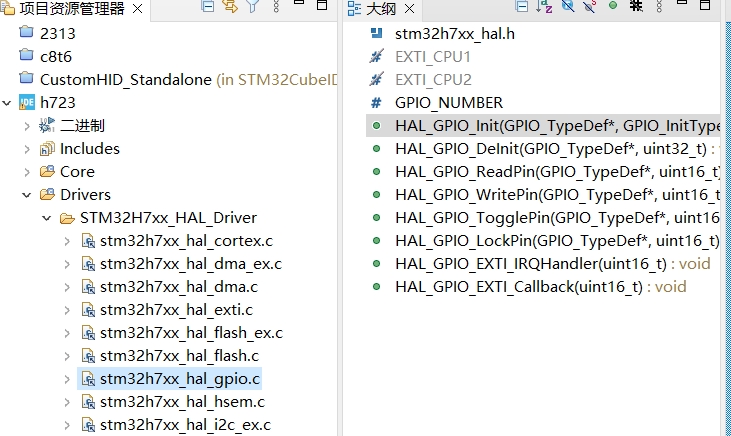 项目资源管理器
2313
c8t6
CustomHID_Standalone (in STM32CubeID
h723
二进制
Includes
Core
Drivers
STM32H7xx_HAL_Driver
stm32h7xx_hal_cortex.c
stm32h7xx_hal_dma_ex.c
stm32h7xx_hal_dma.c
stm32h7xx_hal_exti.c
stm32h7xx_hal_flash_ex.c
stm32h7xx_hal_flash.c
stm32h7xx_hal_gpio.c
stm32h7xx_hal_hsem.c
stm32h7xx_hal_i2c_ex.c
大纲
stm32h7xx_hal.h
EXTI_CPU1
EXTI_CPU2
GPIO_NUMBER
HAL_GPIO_Init(GPIO_TypeDef*, GPIO_InitType
HAL_GPIO_DeInit(GPIO_TypeDef*, uint32_t) :
HAL_GPIO_ReadPin(GPIO_TypeDef*, uint16_t)
HAL_GPIO_WritePin(GPIO_TypeDef*, uint16_t
HAL_GPIO_TogglePin(GPIO_TypeDef*, uint16
HAL_GPIO_LockPin(GPIO_TypeDef*, uint16_t)
HAL_GPIO_EXTI_IRQHandler(uint16_t) : void
HAL_GPIO_EXTI_Callback(uint16_t) : void